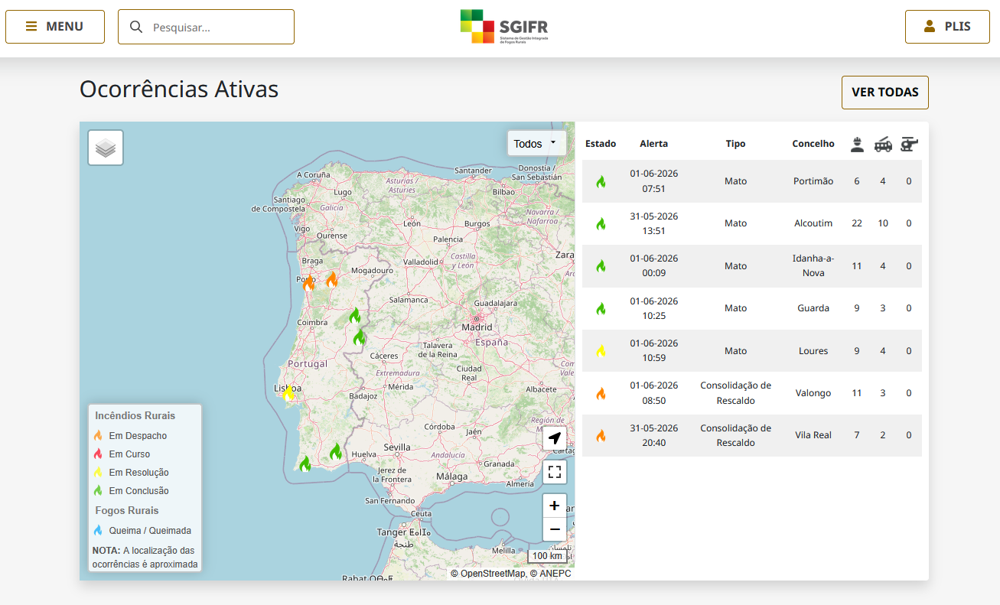 MENU
Pesquisar...
SGIFR
Sistema de Gestão Integrada
de Fogos Rurais
PLIS
Ocorrências Ativas
VER TODAS
Todos
A Coruña
Santander
Donostia /
San Sebastián
Asturias /
Asturies
Lugo
Bilbao
Santiago
de Compostela
Galicia
Navarra /
Nafarroa
Vigo
León
Burgos
Ourense
Palencia
Braga
Valladolid
Castilla
y León
Zara
Mogadouro
Porto
Salamanca
Guadalajara
Coimbra
Madrid
España
Talavera
de la Reina
Cáceres
Portugal
Extremadura
Ciudad
Real
Lisboa
Mérida
Albacete
Badajoz
Región de
Córdoba
Jaén
Sevilla
Huelva
Andalucía
Granada
Jerez de
la Frontera
Málaga
Almería
San Fernando
Ceuta
Tanger ⵟⴰⵏⵊⴰ
طنجة
Melilla
تلمسان
100 km
© OpenStreetMap, © ANEPC
Incêndios Rurais
Em Despacho
Em Curso
Em Resolução
Em Conclusão
Fogos Rurais
Queima / Queimada
NOTA: A localização das
ocorrências é aproximada
+
−
Estado Alerta Tipo Concelho
01-06-2026
07:51 Mato Portimão 6 4 0
31-05-2026
13:51 Mato Alcoutim 22 10 0
01-06-2026
00:09 Mato Idanha-a-
Nova 11 4 0
01-06-2026
10:25 Mato Guarda 9 3 0
01-06-2026
10:59 Mato Loures 9 4 0
01-06-2026
08:50 Consolidação de
Rescaldo Valongo 11 3 0
31-05-2026
20:40 Consolidação de
Rescaldo Vila Real 7 2 0